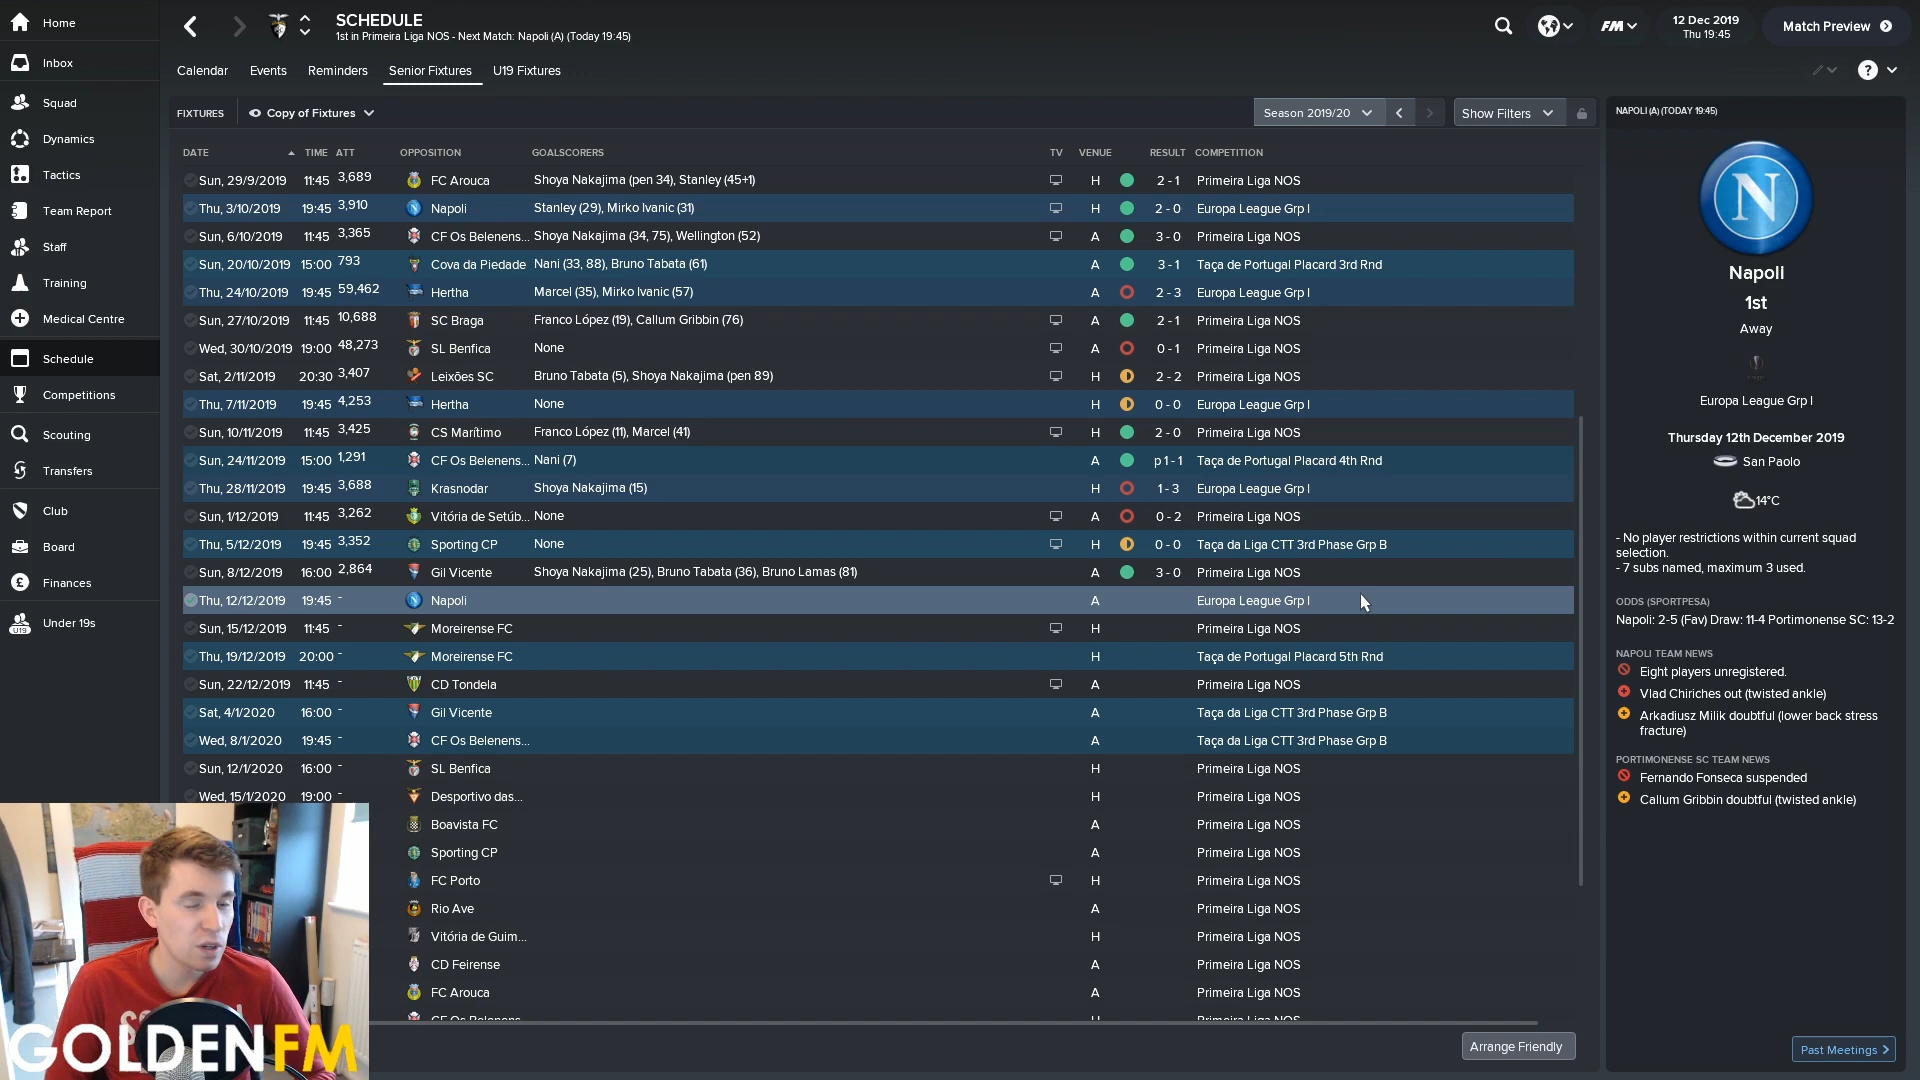 Home
Inbox
Squad
Dynamics
Tactics
Team Report
Staff
Training
Medical Centre
Schedule
Competitions
Scouting
Transfers
Club
Board
Finances
U19
Under 19s
SCHEDULE
1st in Primeira Liga NOS - Next Match: Napoli (A) (Today 19:45)
FM
12 Dec 2019
Thu 19:45
Match Preview
Calendar Events Reminders Senior Fixtures U19 Fixtures
?
FIXTURES Copy of Fixtures Season 2019/20 Show Filters
DATE TIME ATT OPPOSITION GOALSCORERS TV VENUE RESULT COMPETITION
Sun, 29/9/2019 11:45 3,689 FC Arouca Shoya Nakajima (pen 34), Stanley (45+1) H 2 - 1 Primeira Liga NOS
Thu, 3/10/2019 19:45 3,910 Napoli Stanley (29), Mirko Ivanic (31) H 2 - 0 Europa League Grp I
Sun, 6/10/2019 11:45 3,365 CF Os Belenens... Shoya Nakajima (34, 75), Wellington (52) A 3 - 0 Primeira Liga NOS
Sun, 20/10/2019 15:00 793 Cova da Piedade Nani (33, 88), Bruno Tabata (61) A 3 - 1 Taça de Portugal Placard 3rd Rnd
Thu, 24/10/2019 19:45 59,462 Hertha Marcel (35), Mirko Ivanic (57) A 2 - 3 Europa League Grp I
Sun, 27/10/2019 11:45 10,688 SC Braga Franco López (19), Callum Gribbin (76) A 2 - 1 Primeira Liga NOS
Wed, 30/10/2019 19:00 48,273 SL Benfica None A 0 - 1 Primeira Liga NOS
Sat, 2/11/2019 20:30 3,407 Leixões SC Bruno Tabata (5), Shoya Nakajima (pen 89) H 2 - 2 Primeira Liga NOS
Thu, 7/11/2019 19:45 4,253 Hertha None H 0 - 0 Europa League Grp I
Sun, 10/11/2019 11:45 3,425 CS Marítimo Franco López (11), Marcel (41) H 2 - 0 Primeira Liga NOS
Sun, 24/11/2019 15:00 1,291 CF Os Belenens... Nani (7) A p 1 - 1 Taça de Portugal Placard 4th Rnd
Thu, 28/11/2019 19:45 3,688 Krasnodar Shoya Nakajima (15) H 1 - 3 Europa League Grp I
Sun, 1/12/2019 11:45 3,262 Vitória de Setúb... None A 0 - 2 Primeira Liga NOS
Thu, 5/12/2019 19:45 3,352 Sporting CP None H 0 - 0 Taça da Liga CTT 3rd Phase Grp B
Sun, 8/12/2019 16:00 2,864 Gil Vicente Shoya Nakajima (25), Bruno Tabata (36), Bruno Lamas (81) A 3 - 0 Primeira Liga NOS
Thu, 12/12/2019 19:45 - Napoli A Europa League Grp I
Sun, 15/12/2019 11:45 - Moreirense FC H Primeira Liga NOS
Thu, 19/12/2019 20:00 - Moreirense FC H Taça de Portugal Placard 5th Rnd
Sun, 22/12/2019 11:45 - CD Tondela A Primeira Liga NOS
Sat, 4/1/2020 16:00 - Gil Vicente A Taça da Liga CTT 3rd Phase Grp B
Wed, 8/1/2020 19:45 - CF Os Belenens... A Taça da Liga CTT 3rd Phase Grp B
Sun, 12/1/2020 16:00 - SL Benfica H Primeira Liga NOS
Wed, 15/1/2020 19:00 - Desportivo das... H Primeira Liga NOS
Boavista FC A Primeira Liga NOS
Sporting CP A Primeira Liga NOS
FC Porto H Primeira Liga NOS
Rio Ave A Primeira Liga NOS
Vitória de Guim... H Primeira Liga NOS
CD Feirense A Primeira Liga NOS
FC Arouca A Primeira Liga NOS
CF Os Belenens... H Primeira Liga NOS
Arrange Friendly
NAPOLI (A) (TODAY 19:45)
N
Napoli
1st
Away
Europa League Grp I
Thursday 12th December 2019
San Paolo
14°C
- No player restrictions within current squad
selection.
- 7 subs named, maximum 3 used.
ODDS (SPORTPESA)
Napoli: 2-5 (Fav) Draw: 11-4 Portimonense SC: 13-2
NAPOLI TEAM NEWS
Eight players unregistered.
Vlad Chiriches out (twisted ankle)
Arkadiusz Milik doubtful (lower back stress
fracture)
PORTIMONENSE SC TEAM NEWS
Fernando Fonseca suspended
Callum Gribbin doubtful (twisted ankle)
Past Meetings
GOLDENFM